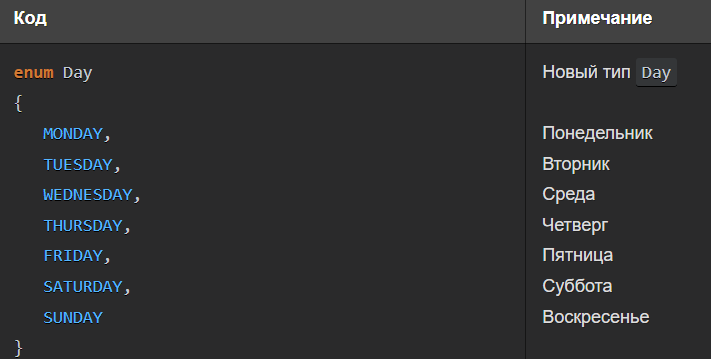 Код Примечание
enum Day Новый тип Day
{
MONDAY, Понедельник
TUESDAY, Вторник
WEDNESDAY, Среда
THURSDAY, Четверг
FRIDAY, Пятница
SATURDAY, Суббота
SUNDAY Воскресенье
}